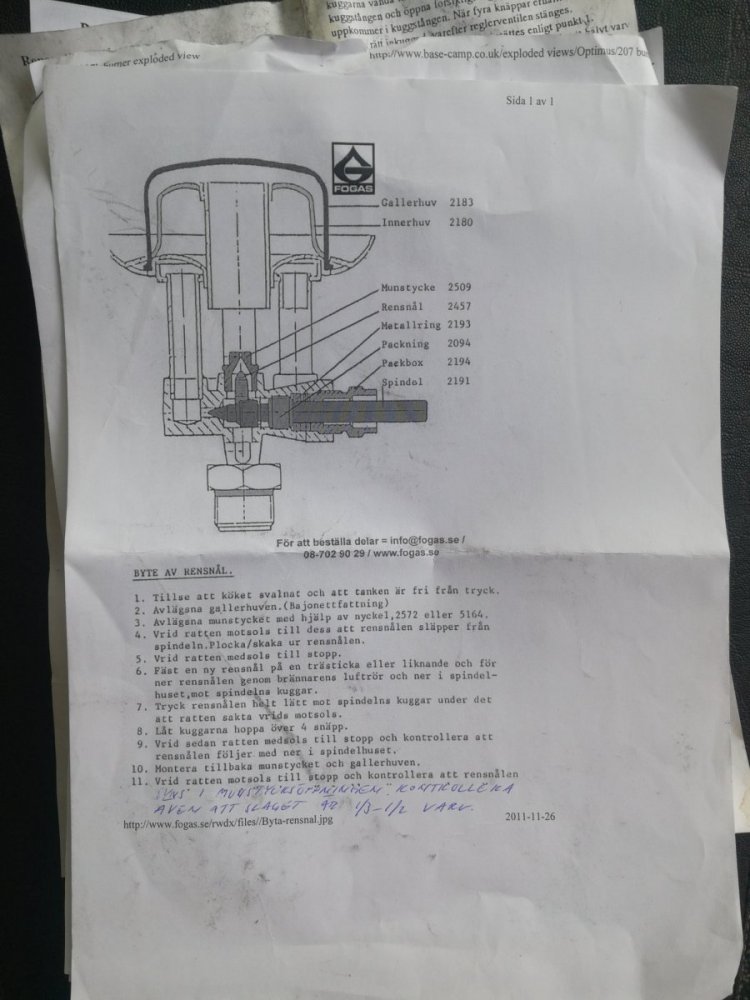 kuggstången och öppna
uppkommer i kuggstången. När fyra knäppar
varefter reglerventilen stänges.
enligt punkt 1.
halvt varv
exploded view
http://www.base-camp.co.uk/exploded views/Optimus/207
Sida 1 av 1
FOGAS
Gallerhuv 2183
Innerhuv 2180
Munstycke 2509
Rensnål 2457
Metallring 2193
Packning 2094
Packbox 2194
Spindel 2191
För att beställa delar = info@fogas.se /
08-702 90 29 / www.fogas.se
BYTE AV RENSNÅL.
1. Tillse att köket svalnat och att tanken är fri från tryck.
2. Avlägsna gallerhuven.(Bajonettfattning)
3. Avlägsna munstycket med hjälp av nyckel,2572 eller 5164.
4. Vrid ratten motsols till dess att rensnålen släpper från
spindeln.Plocka/skaka ur rensnålen.
5. Vrid ratten medsols till stopp.
6. Fäst en ny rensnål på en trästicka eller liknande och för
ner rensnålen genom brännarens luftrör och ner i spindel-
huset,mot spindelns kuggar.
7. Tryck rensnålen helt lätt mot spindelns kuggar under det
att ratten sakta vrids motsols.
8. Låt kuggarna hoppa över 4 snäpp.
9. Vrid sedan ratten medsols till stopp och kontrollera att
rensnålen följer med ner i spindelhuset.
10. Montera tillbaka munstycket och gallerhuven.
11. Vrid ratten motsols till stopp och kontrollera att rensnålen
SYNS I MUNSTYCKSÖPPNINGEN. KONTROLLERA
ÄVEN ATT SLAGET ÄR 1/3-1/2 VARV.
http://www.fogas.se/rwdx/files//Byta-rensnal.jpg
2011-11-26